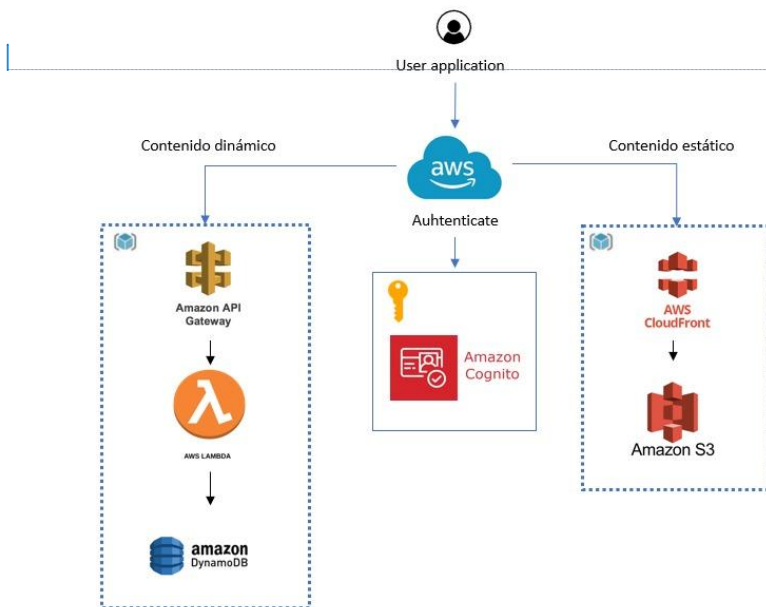 User application
Contenido dinámico
Contenido estático
aws
Auhtenticate
Amazon API
Gateway
AWS LAMBDA
amazon
DynamoDB
Amazon
Cognito
AWS
CloudFront
Amazon S3